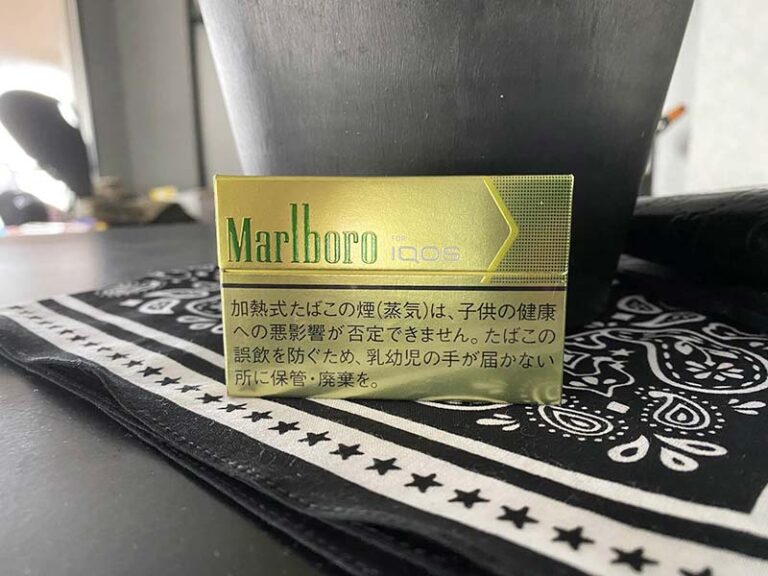 Marlboro FOR IQOS
加熱式たばこの煙(蒸気)は、子供の健康
への悪影響が否定できません。たばこの
誤飲を防ぐため、乳幼児の手が届かない
所に保管・廃棄を。